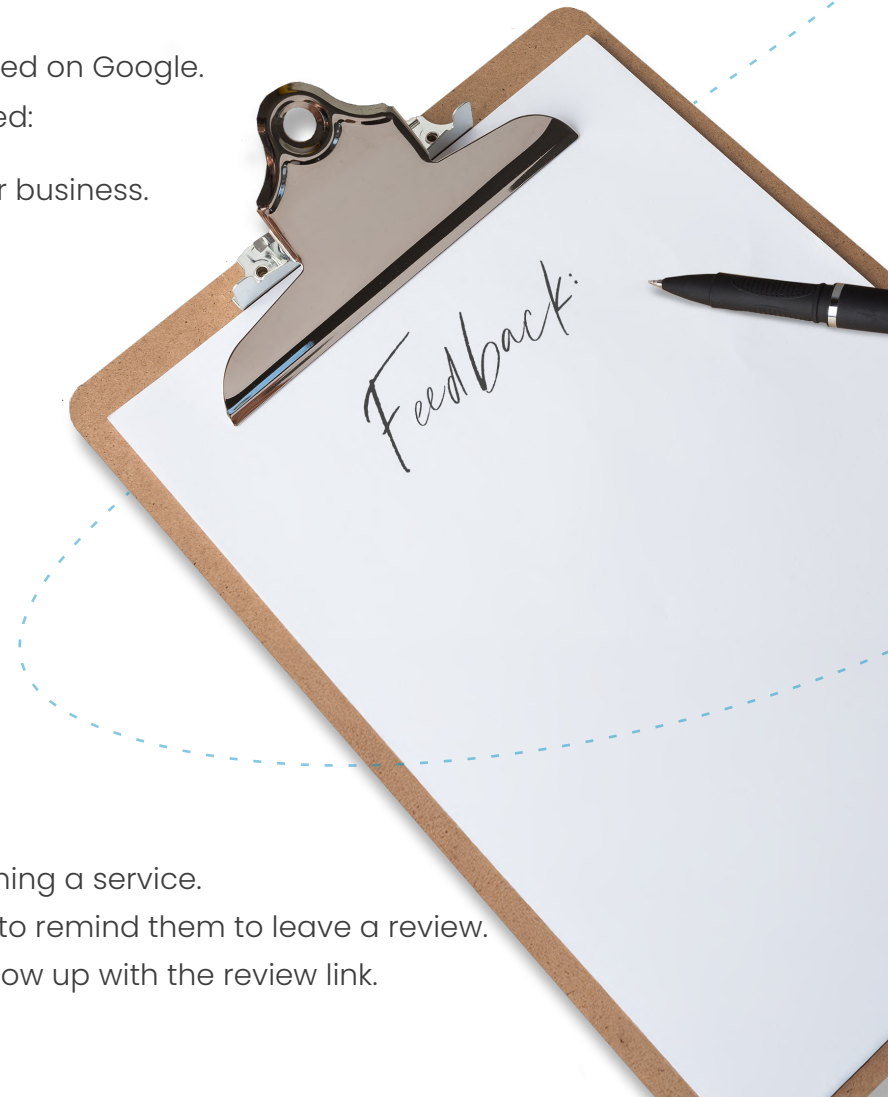 ed on Google.
ed:
r business.
Feedback:
ning a service.
to remind them to leave a review.
ow up with the review link.